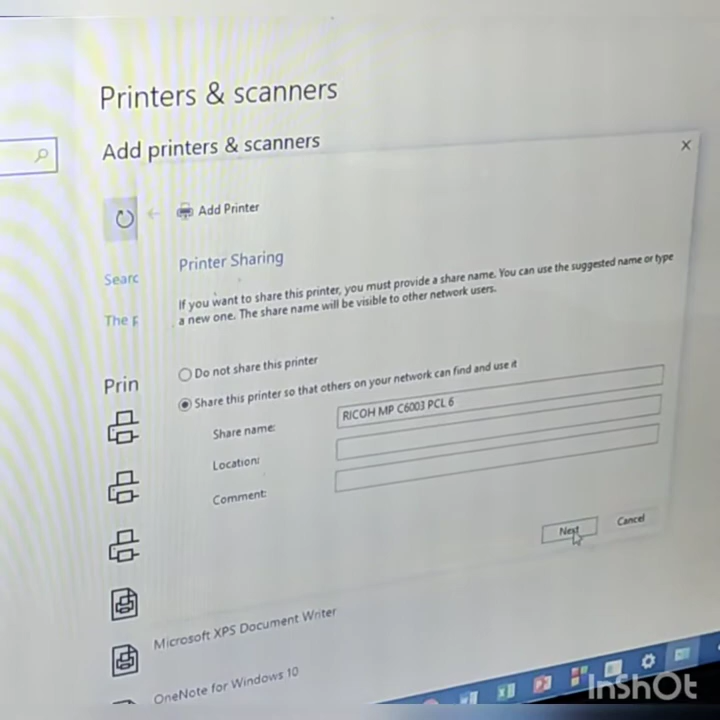 Printers & scanners
Add printers & scanners
Add Printer
Searc
Printer Sharing
If you want to share this printer, you must provide a share name. You can use the suggested name or type
a new one. The share name will be visible to other network users.
The p
Do not share this printer
Prin
Share this printer so that others on your network can find and use it
Share name:
RICOH MP C6003 PCL 6
Location:
Comment:
Next
Cancel
Microsoft XPS Document Writer
OneNote for Windows 10
InShOt